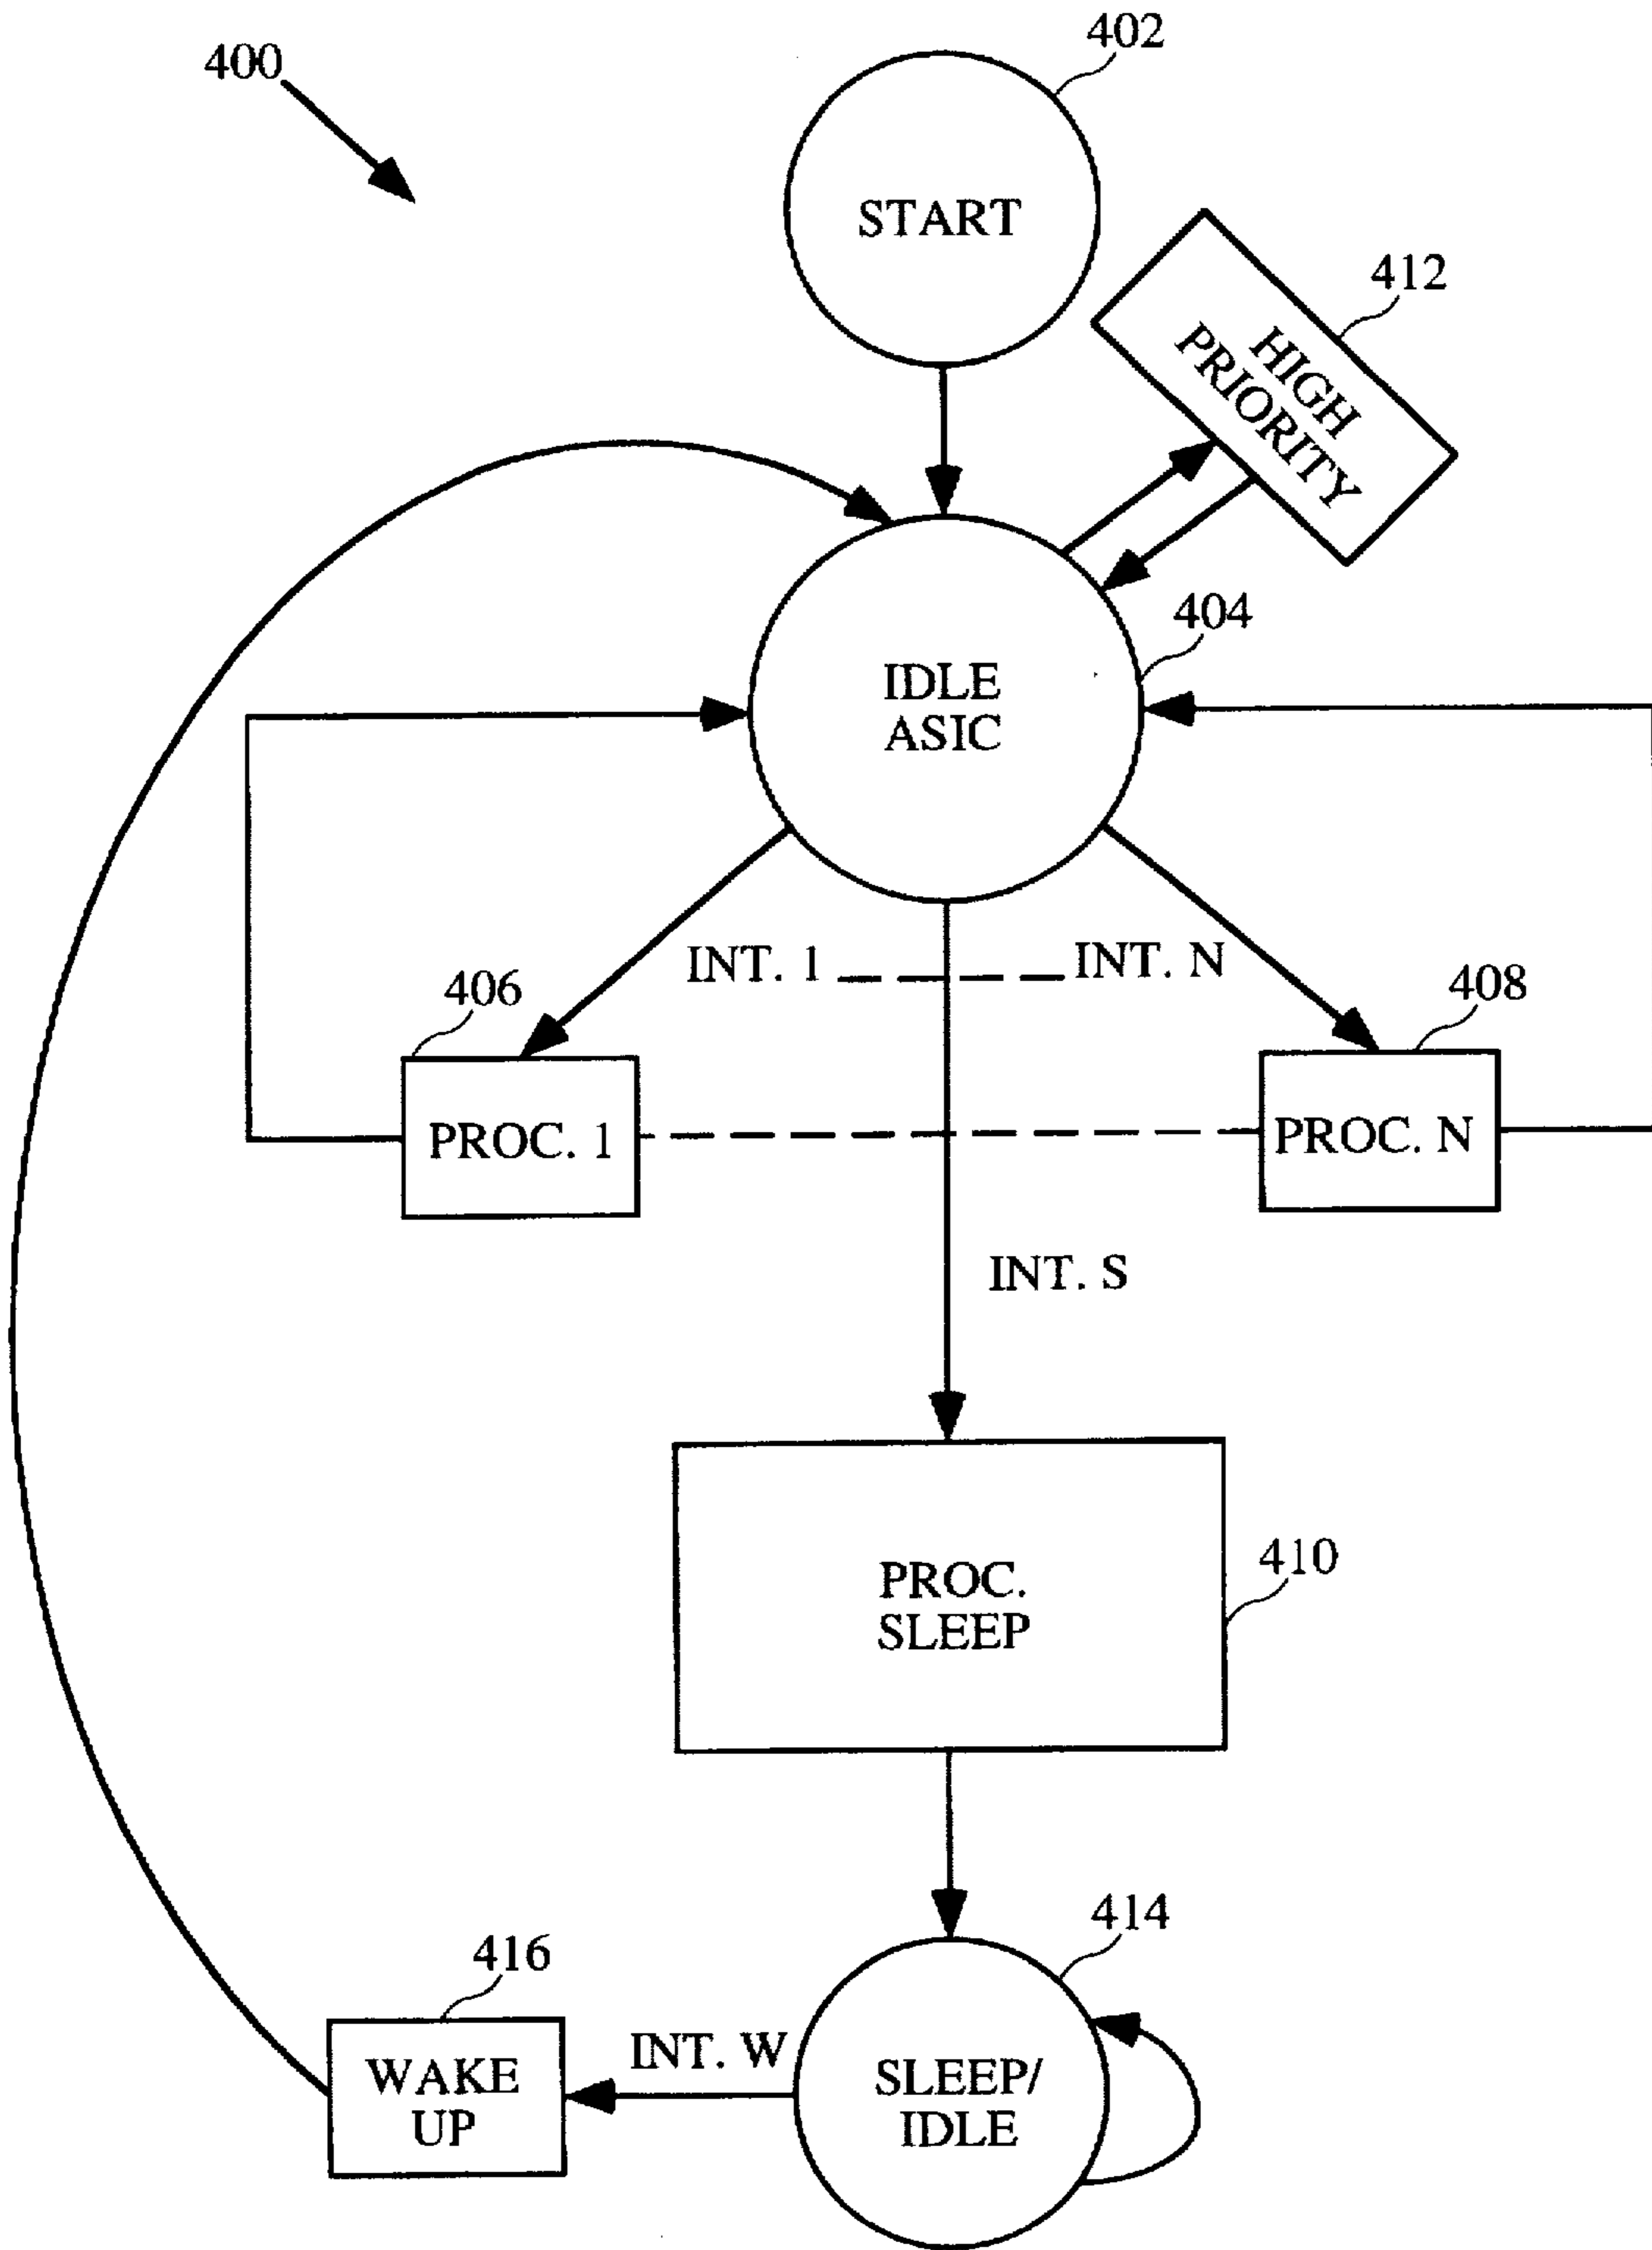 400
402
START
412
HIGH
PRIORITY
404
IDLE
ASIC
INT. 1
INT. N
406
408
PROC. 1
PROC. N
INT. S
PROC.
SLEEP
410
414
416
INT. W
WAKE
UP
SLEEP/
IDLE